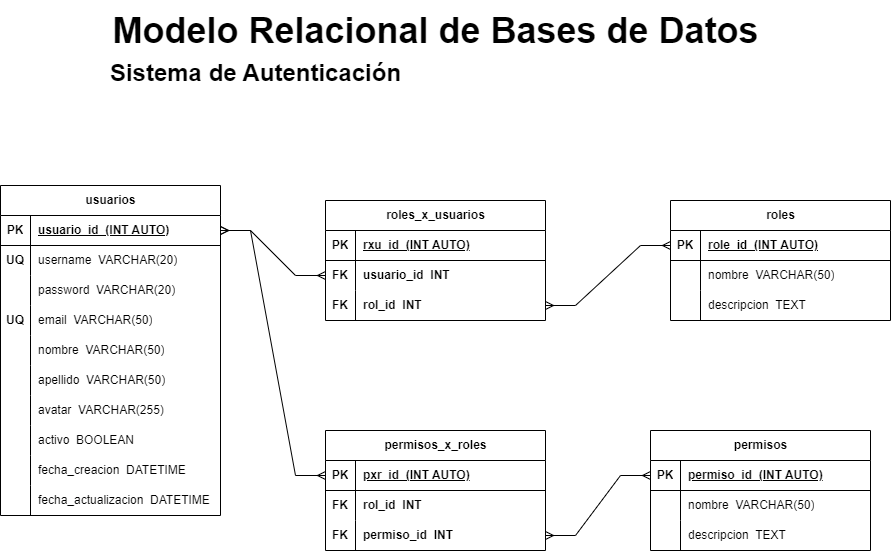 Modelo Relacional de Bases de Datos
Sistema de Autenticación
usuarios
PK usuario_id (INT AUTO)
UQ username VARCHAR(20)
password VARCHAR(20)
UQ email VARCHAR(50)
nombre VARCHAR(50)
apellido VARCHAR(50)
avatar VARCHAR(255)
activo BOOLEAN
fecha_creacion DATETIME
fecha_actualizacion DATETIME
roles_x_usuarios
PK rxu_id (INT AUTO)
FK usuario_id INT
FK rol_id INT
roles
PK role_id (INT AUTO)
nombre VARCHAR(50)
descripcion TEXT
permisos_x_roles
PK pxr_id (INT AUTO)
FK rol_id INT
FK permiso_id INT
permisos
PK permiso_id (INT AUTO)
nombre VARCHAR(50)
descripcion TEXT